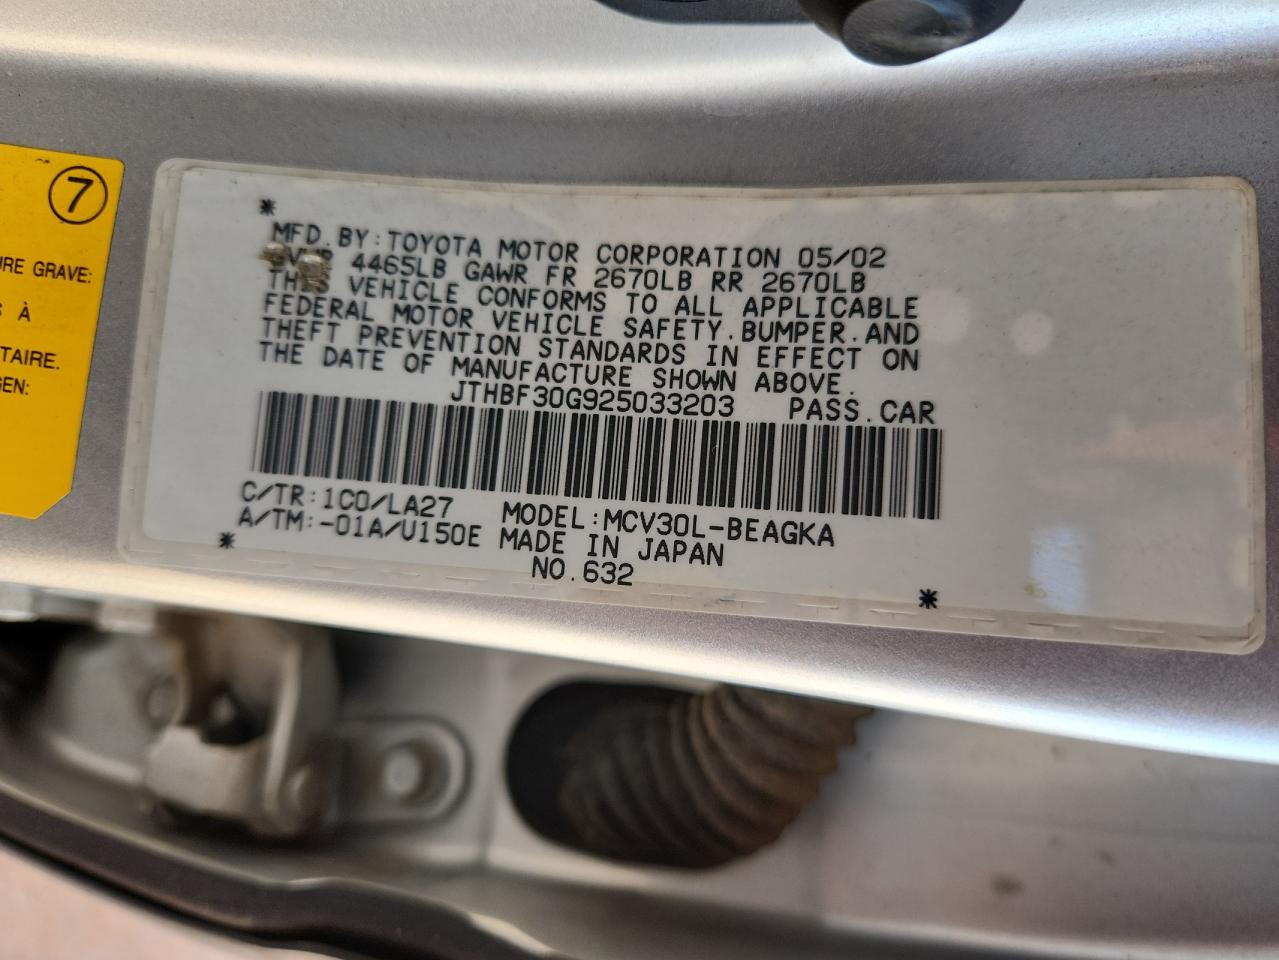 7
URE GRAVE:
S À
TAIRE.
GEN:
*
MFD.BY:TOYOTA MOTOR CORPORATION 05/02
GVWR 4465LB GAWR FR 2670LB RR 2670LB
THIS VEHICLE CONFORMS TO ALL APPLICABLE
FEDERAL MOTOR VEHICLE SAFETY.BUMPER.AND
THEFT PREVENTION STANDARDS IN EFFECT ON
THE DATE OF MANUFACTURE SHOWN ABOVE.
JTHBF30G925033203 PASS.CAR
C/TR:1C0/LA27 MODEL:MCV30L-BEAGKA
A/TM:-01A/U150E MADE IN JAPAN
* NO.632 *